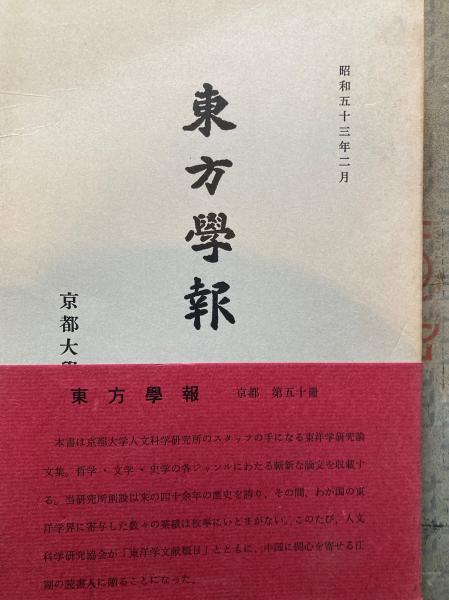 昭和五十三年二月
東方學報
京都大學
東方學報 京都 第五十冊
本書は京都大学人文科学研究所のスタッフの手になる東洋学研究論
文集。哲学・文学・史学の各ジャンルにわたる斬新な論文を収載す
る。当研究所創設以来の四十余年の歴史を誇り、その間、わが国の東
洋学界に寄与した数々の業績は枚挙にいとまがない。このたび、人文
科学研究協会が「東洋学文献類目」とともに、中国に関心を寄せる江
湖の読書人に贈ることになった。